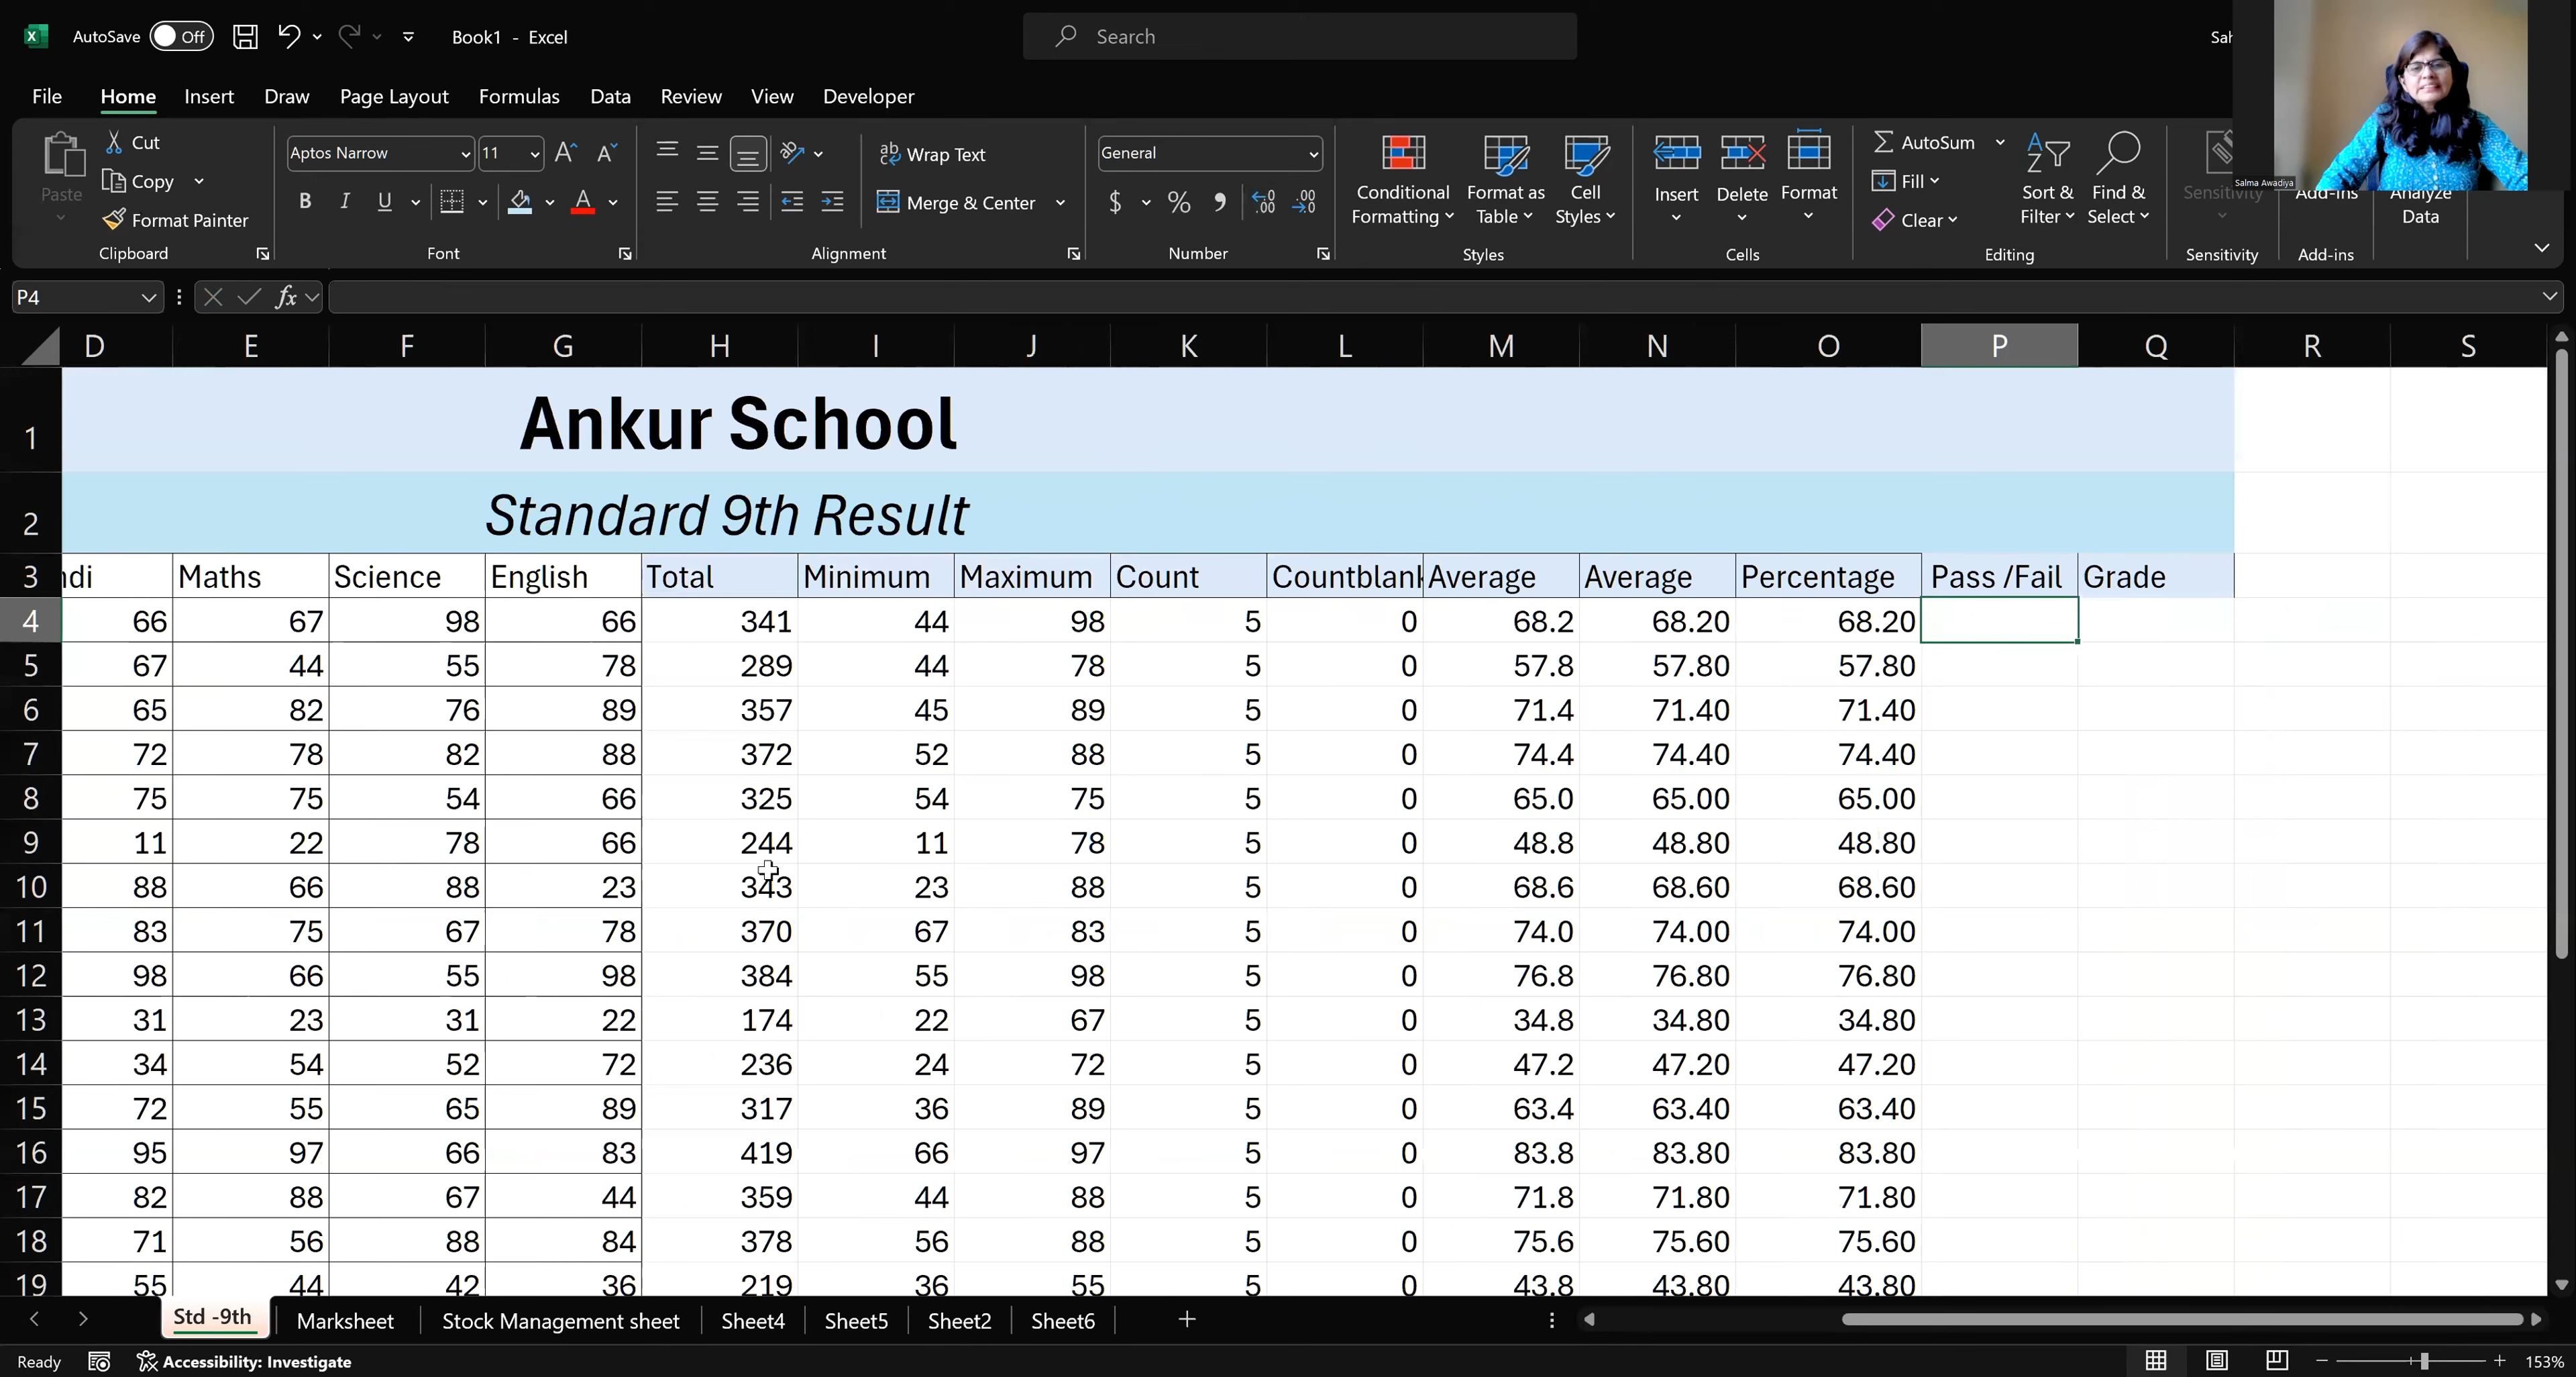 AutoSave Off Book1 - Excel Search Sah
File Home Insert Draw Page Layout Formulas Data Review View Developer
Paste Cut Copy Format Painter Clipboard
Aptos Narrow 11 B I U A Font
ab Wrap Text Merge & Center Alignment
General $ % , .00 .00 Number
Conditional Formatting Format as Table Cell Styles Styles
Insert Delete Format Cells
AutoSum Fill Clear Sort & Filter Find & Select Editing
Sensitivity Sensitivity
Add-ins Add-ins
Analyze Data
Salma Awadiya
P4 fx
D E F G H I J K L M N O P Q R S
1 Ankur School
2 Standard 9th Result
3 ndi Maths Science English Total Minimum Maximum Count Countblank Average Average Percentage Pass /Fail Grade
4 66 67 98 66 341 44 98 5 0 68.2 68.20 68.20
5 67 44 55 78 289 44 78 5 0 57.8 57.80 57.80
6 65 82 76 89 357 45 89 5 0 71.4 71.40 71.40
7 72 78 82 88 372 52 88 5 0 74.4 74.40 74.40
8 75 75 54 66 325 54 75 5 0 65.0 65.00 65.00
9 11 22 78 66 244 11 78 5 0 48.8 48.80 48.80
10 88 66 88 23 343 23 88 5 0 68.6 68.60 68.60
11 83 75 67 78 370 67 83 5 0 74.0 74.00 74.00
12 98 66 55 98 384 55 98 5 0 76.8 76.80 76.80
13 31 23 31 22 174 22 67 5 0 34.8 34.80 34.80
14 34 54 52 72 236 24 72 5 0 47.2 47.20 47.20
15 72 55 65 89 317 36 89 5 0 63.4 63.40 63.40
16 95 97 66 83 419 66 97 5 0 83.8 83.80 83.80
17 82 88 67 44 359 44 88 5 0 71.8 71.80 71.80
18 71 56 88 84 378 56 88 5 0 75.6 75.60 75.60
19 55 44 42 36 219 36 55 5 0 43.8 43.80 43.80
Std -9th Marksheet Stock Management sheet Sheet4 Sheet5 Sheet2 Sheet6
Ready Accessibility: Investigate 153%